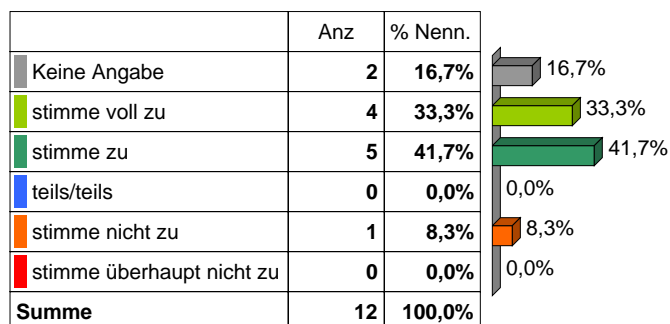 Anz % Nenn.
Keine Angabe 2 16,7% 16,7%
stimme voll zu 4 33,3% 33,3%
stimme zu 5 41,7% 41,7%
teils/teils 0 0,0% 0,0%
stimme nicht zu 1 8,3% 8,3%
stimme überhaupt nicht zu 0 0,0% 0,0%
Summe 12 100,0%